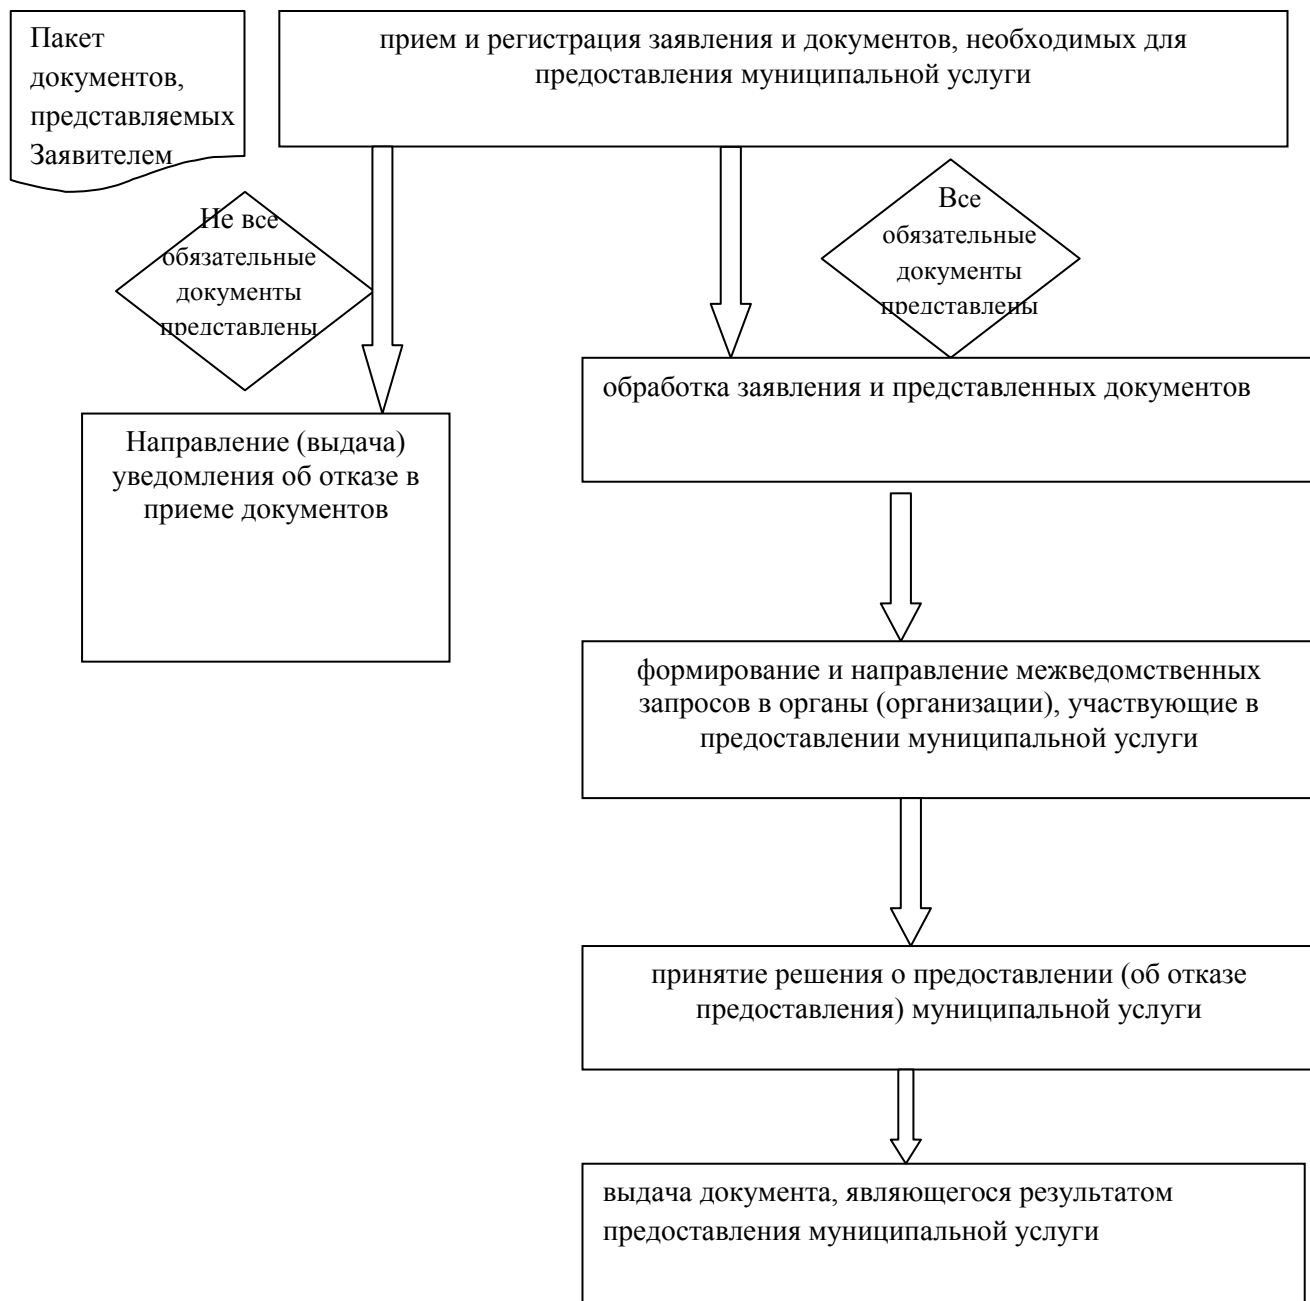 Пакет
документов,
представляемых
Заявителем
прием и регистрация заявления и документов, необходимых для
предоставления муниципальной услуги
Не все
обязательные
документы
представлены
Все
обязательные
документы
представлены
обработка заявления и представленных документов
Направление (выдача)
уведомления об отказе в
приеме документов
формирование и направление межведомственных
запросов в органы (организации), участвующие в
предоставлении муниципальной услуги
принятие решения о предоставлении (об отказе
предоставления) муниципальной услуги
выдача документа, являющегося результатом
предоставления муниципальной услуги